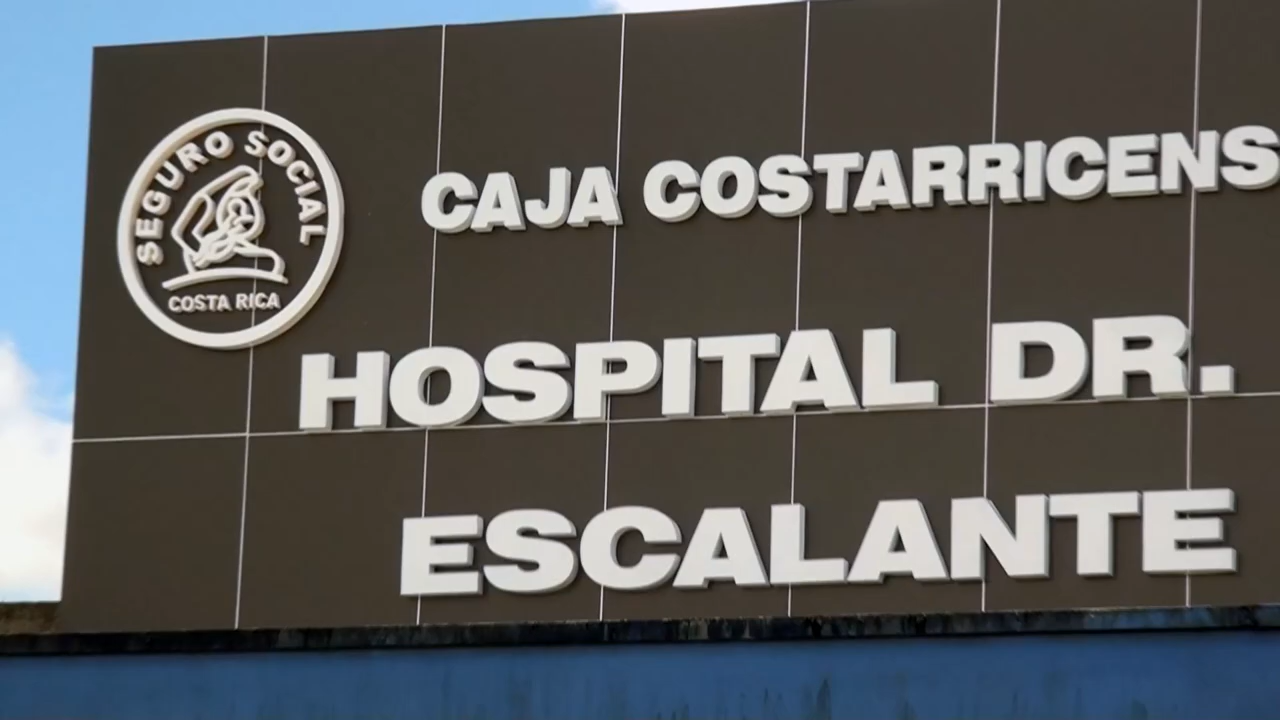 SEGURO SOCIAL
COSTA RICA
CAJA COSTARRICENS
HOSPITAL DR.
ESCALANTE